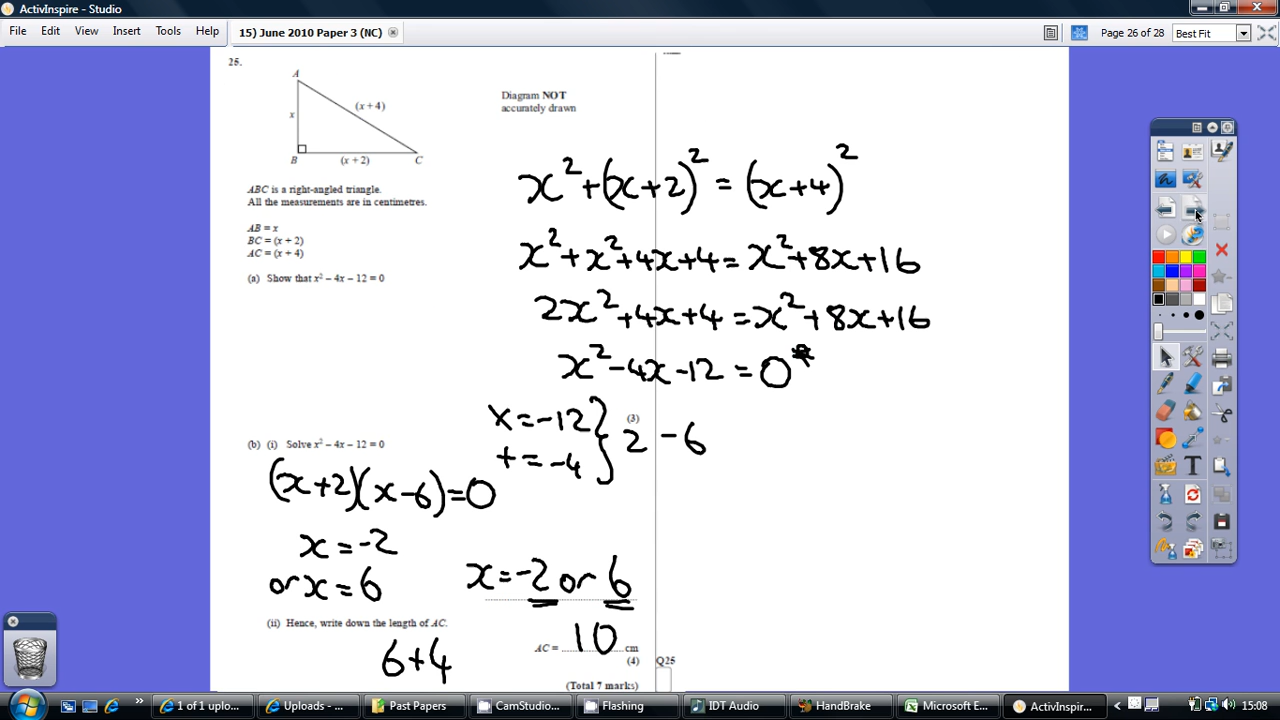 ActivInspire - Studio
File Edit View Insert Tools Help
15) June 2010 Paper 3 (NC)
Page 26 of 28
Best Fit
25.
A
x
(x + 4)
B
(x + 2)
C
Diagram NOT
accurately drawn
ABC is a right-angled triangle.
All the measurements are in centimetres.
AB = x
BC = (x + 2)
AC = (x + 4)
(a) Show that x² – 4x – 12 = 0
x²+(x+2)² = (x+4)²
x²+x²+4x+4 = x²+8x+16
2x²+4x+4 = x²+8x+16
x²-4x-12 = 0*
(3)
x = -12 } 2 -6
+ = -4
(b) (i) Solve x² – 4x – 12 = 0
(x+2)(x-6)=0
x = -2
or x = 6
x = -2 or 6
(ii) Hence, write down the length of AC.
6+4
AC = 10 cm
(4)
Q25
(Total 7 marks)
1 of 1 uplo...
Uploads - ...
Past Papers
CamStudio...
Flashing
IDT Audio
HandBrake
Microsoft E...
ActivInspire...
15:08